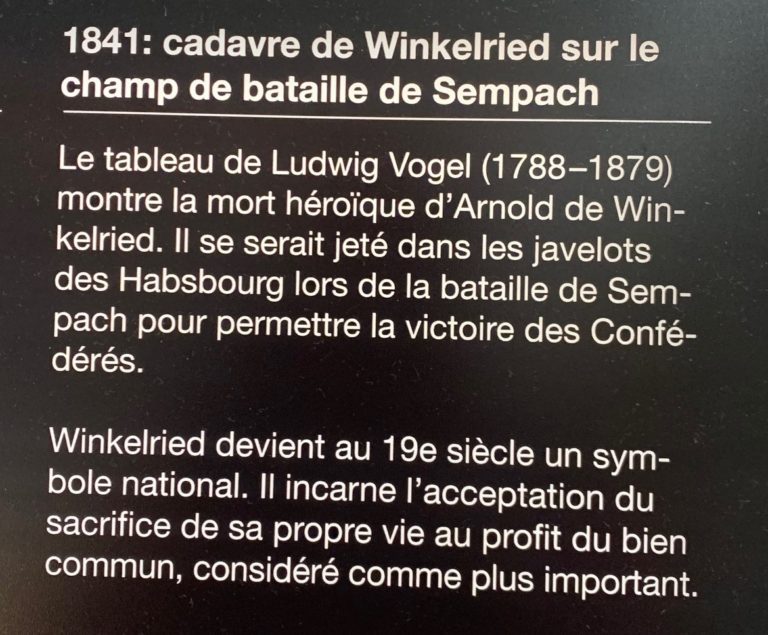 1841: cadavre de Winkelried sur le
champ de bataille de Sempach
Le tableau de Ludwig Vogel (1788–1879)
montre la mort héroïque d’Arnold de Win-
kelried. Il se serait jeté dans les javelots
des Habsbourg lors de la bataille de Sem-
pach pour permettre la victoire des Confé-
dérés.
Winkelried devient au 19e siècle un sym-
bole national. Il incarne l’acceptation du
sacrifice de sa propre vie au profit du bien
commun, considéré comme plus important.